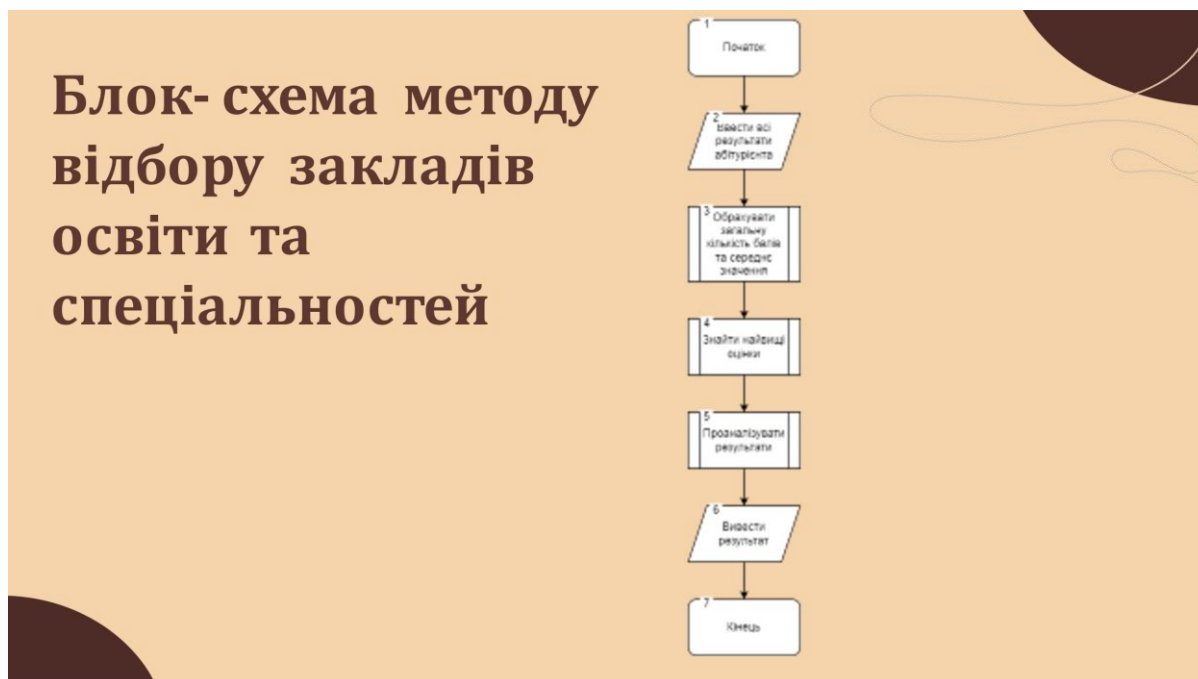 Блок- схема методу
відбору закладів
освіти та
спеціальностей
1
Початок
2
Ввести всі
результати
абітурієнта
3
Обрахувати
загальну
кількість балів
та середнє
значення
4
Знайти найвищі
оцінки
5
Проаналізувати
результати
6
Вивести
результат
7
Кінець